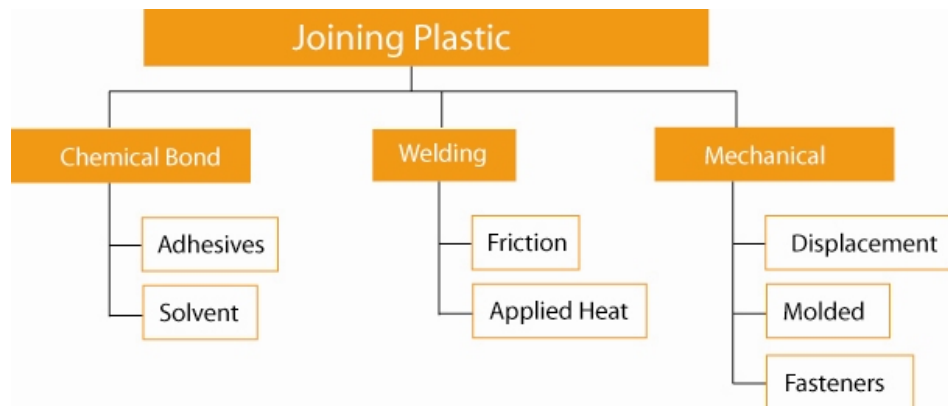 Joining Plastic
Chemical Bond
Welding
Mechanical
Adhesives
Friction
Displacement
Solvent
Applied Heat
Molded
Fasteners